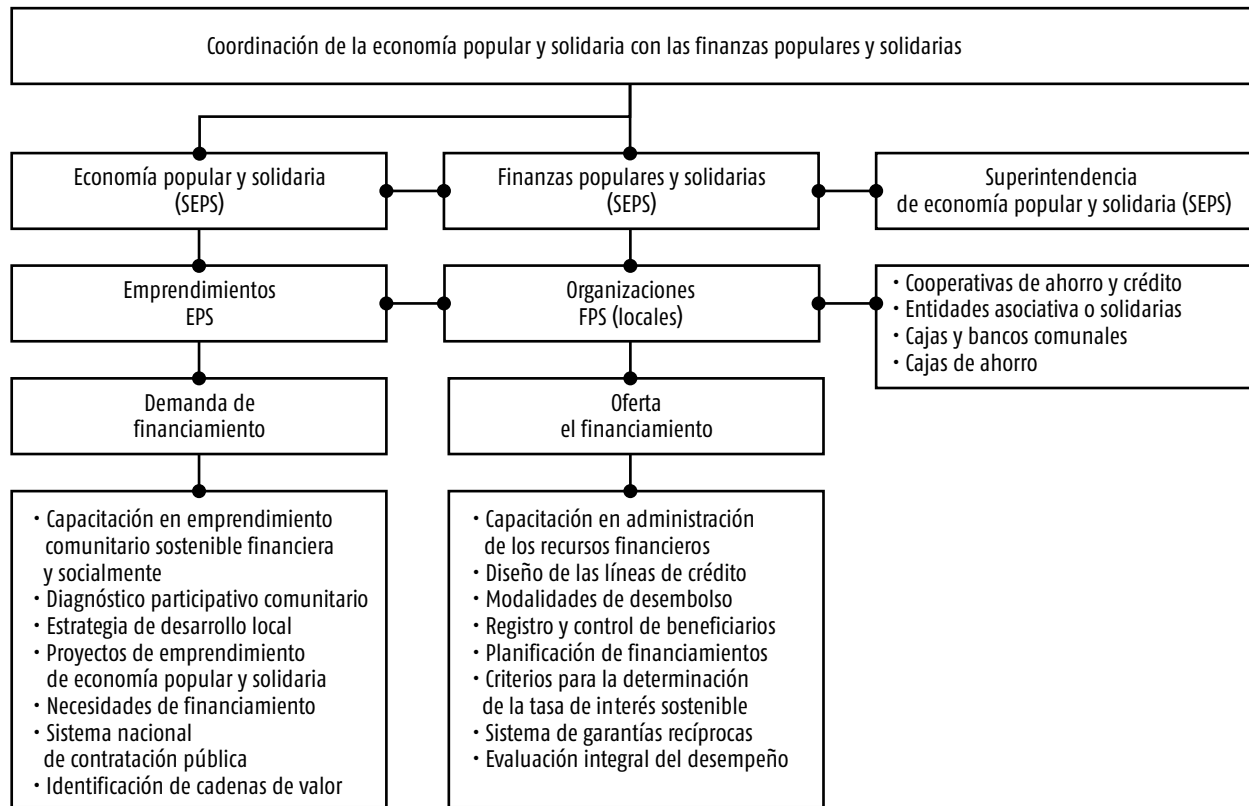 Coordinación de la economía popular y solidaria con las finanzas populares y solidarias
Economía popular y solidaria
(SEPS)
Finanzas populares y solidarias
(SEPS)
Superintendencia
de economía popular y solidaria (SEPS)
Emprendimientos
EPS
Organizaciones
FPS (locales)
• Cooperativas de ahorro y crédito
• Entidades asociativa o solidarias
• Cajas y bancos comunales
• Cajas de ahorro
Demanda de
financiamiento
Oferta
el financiamiento
• Capacitación en emprendimiento
comunitario sostenible financiera
y socialmente
• Diagnóstico participativo comunitario
• Estrategia de desarrollo local
• Proyectos de emprendimiento
de economía popular y solidaria
• Necesidades de financiamiento
• Sistema nacional
de contratación pública
• Identificación de cadenas de valor
• Capacitación en administración
de los recursos financieros
• Diseño de las líneas de crédito
• Modalidades de desembolso
• Registro y control de beneficiarios
• Planificación de financiamientos
• Criterios para la determinación
de la tasa de interés sostenible
• Sistema de garantías recíprocas
• Evaluación integral del desempeño